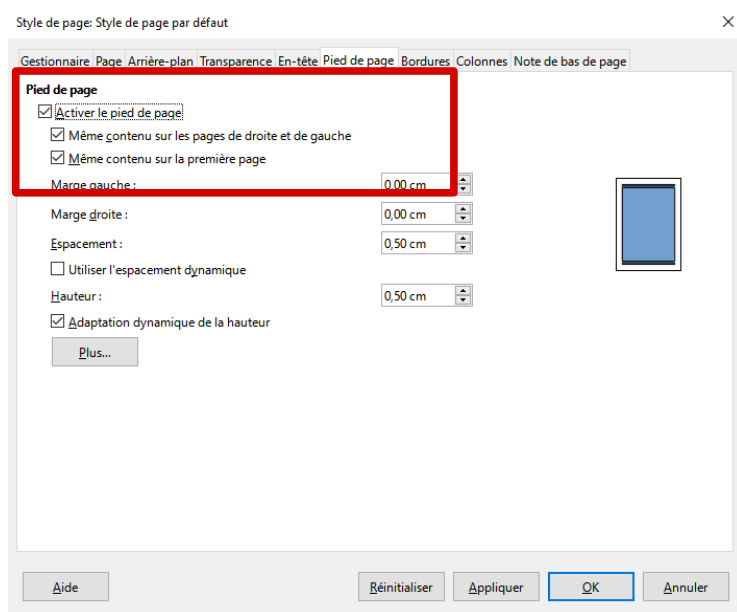 Style de page: Style de page par défaut
Gestionnaire Page Arrière-plan Transparence En-tête Pied de page Bordures Colonnes Note de bas de page
Pied de page
Activer le pied de page
Même contenu sur les pages de droite et de gauche
Même contenu sur la première page
Marge gauche : 0,00 cm
Marge droite : 0,00 cm
Espacement : 0,50 cm
Utiliser l'espacement dynamique
Hauteur : 0,50 cm
Adaptation dynamique de la hauteur
Plus...
Aide Réinitialiser Appliquer OK Annuler